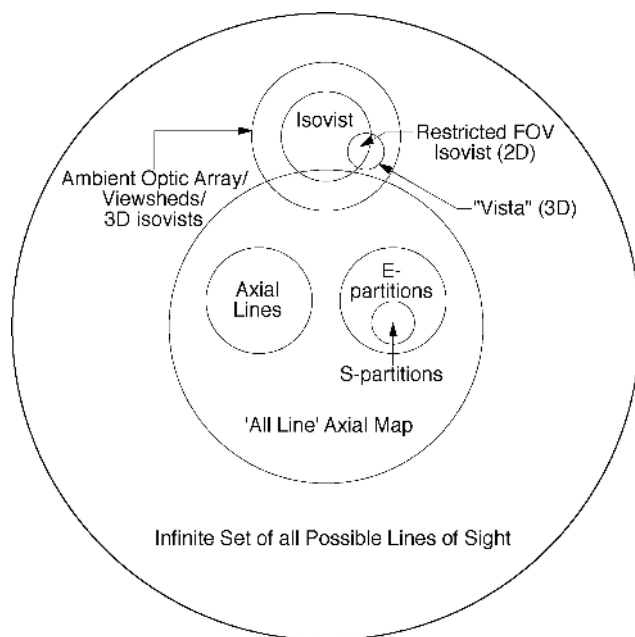 Isovist
Restricted FOV
Isovist (2D)
Ambient Optic Array/
Viewsheds/
3D isovists
"Vista" (3D)
Axial
Lines
E-
partitions
S-partitions
'All Line' Axial Map
Infinite Set of all Possible Lines of Sight